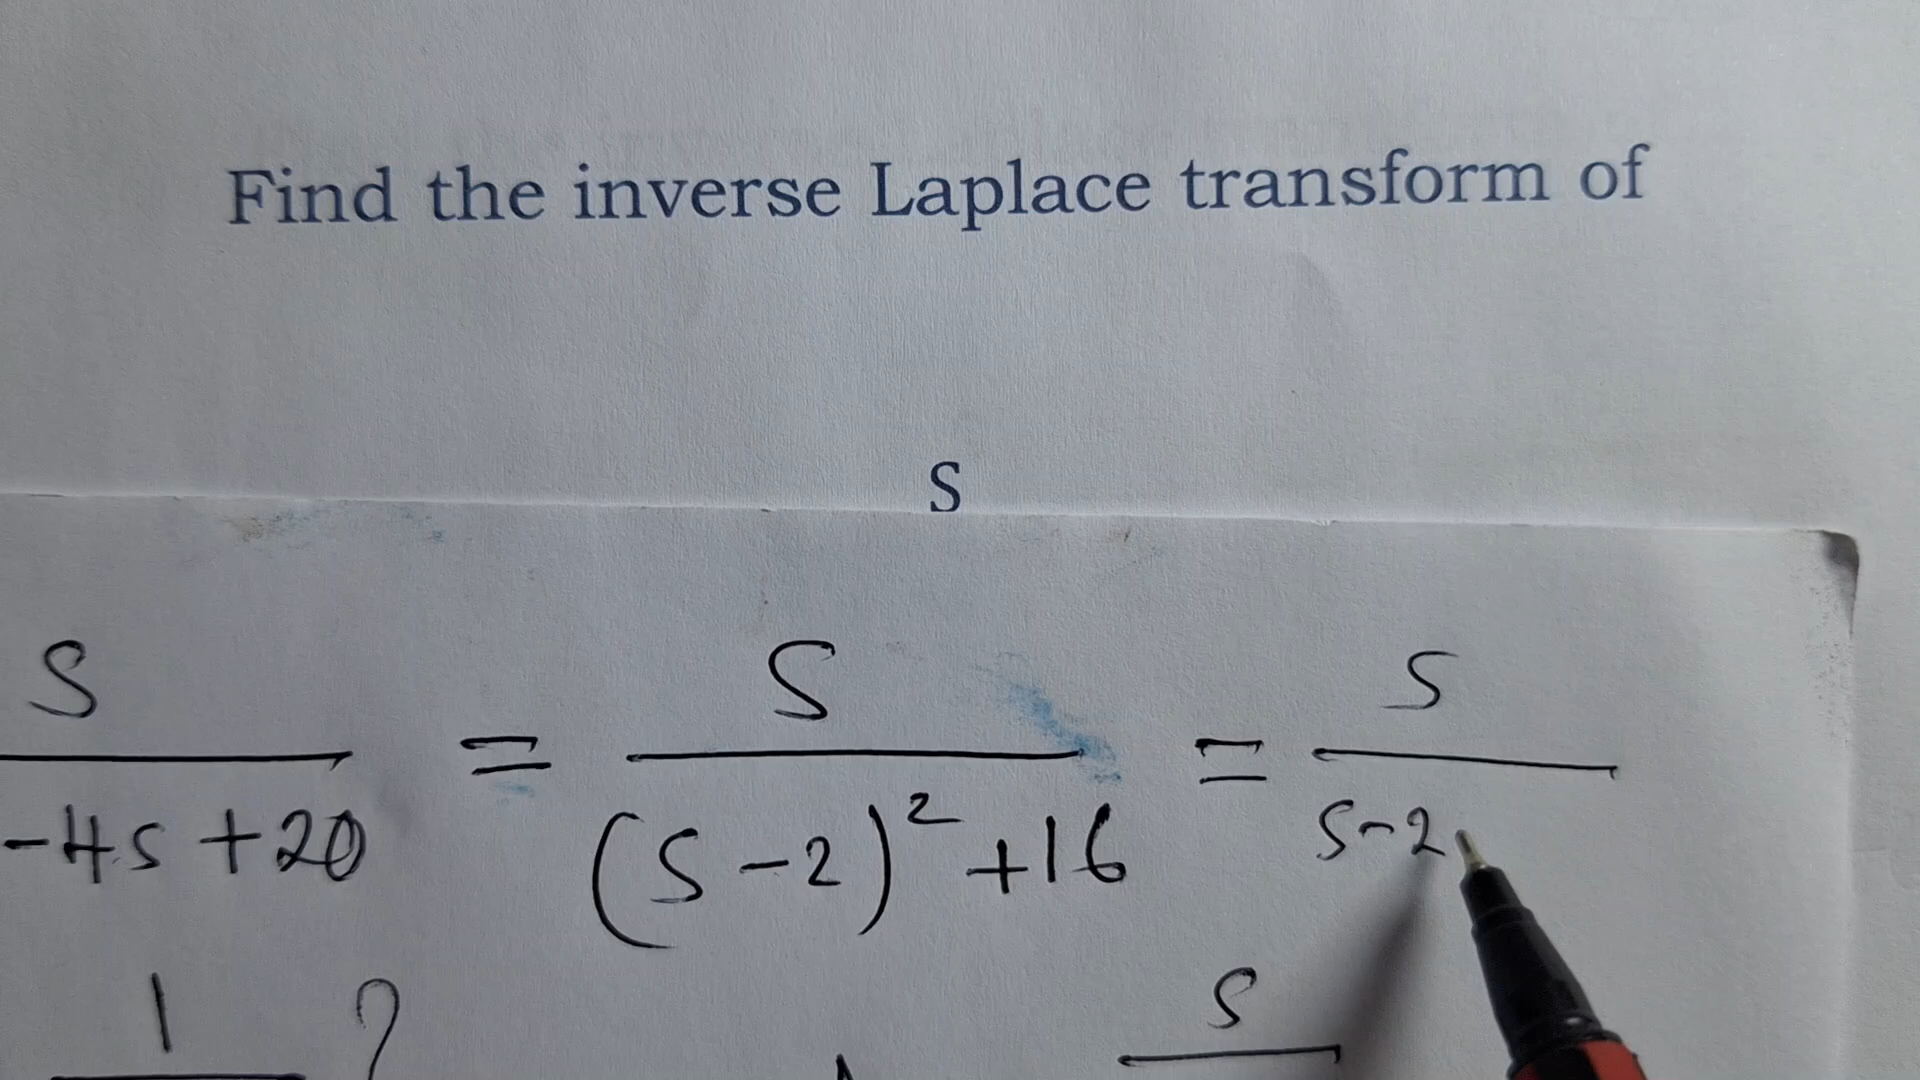 Find the inverse Laplace transform of
S
S = S = S
-4s+20 (s-2)² +16 s-2
1 ? s